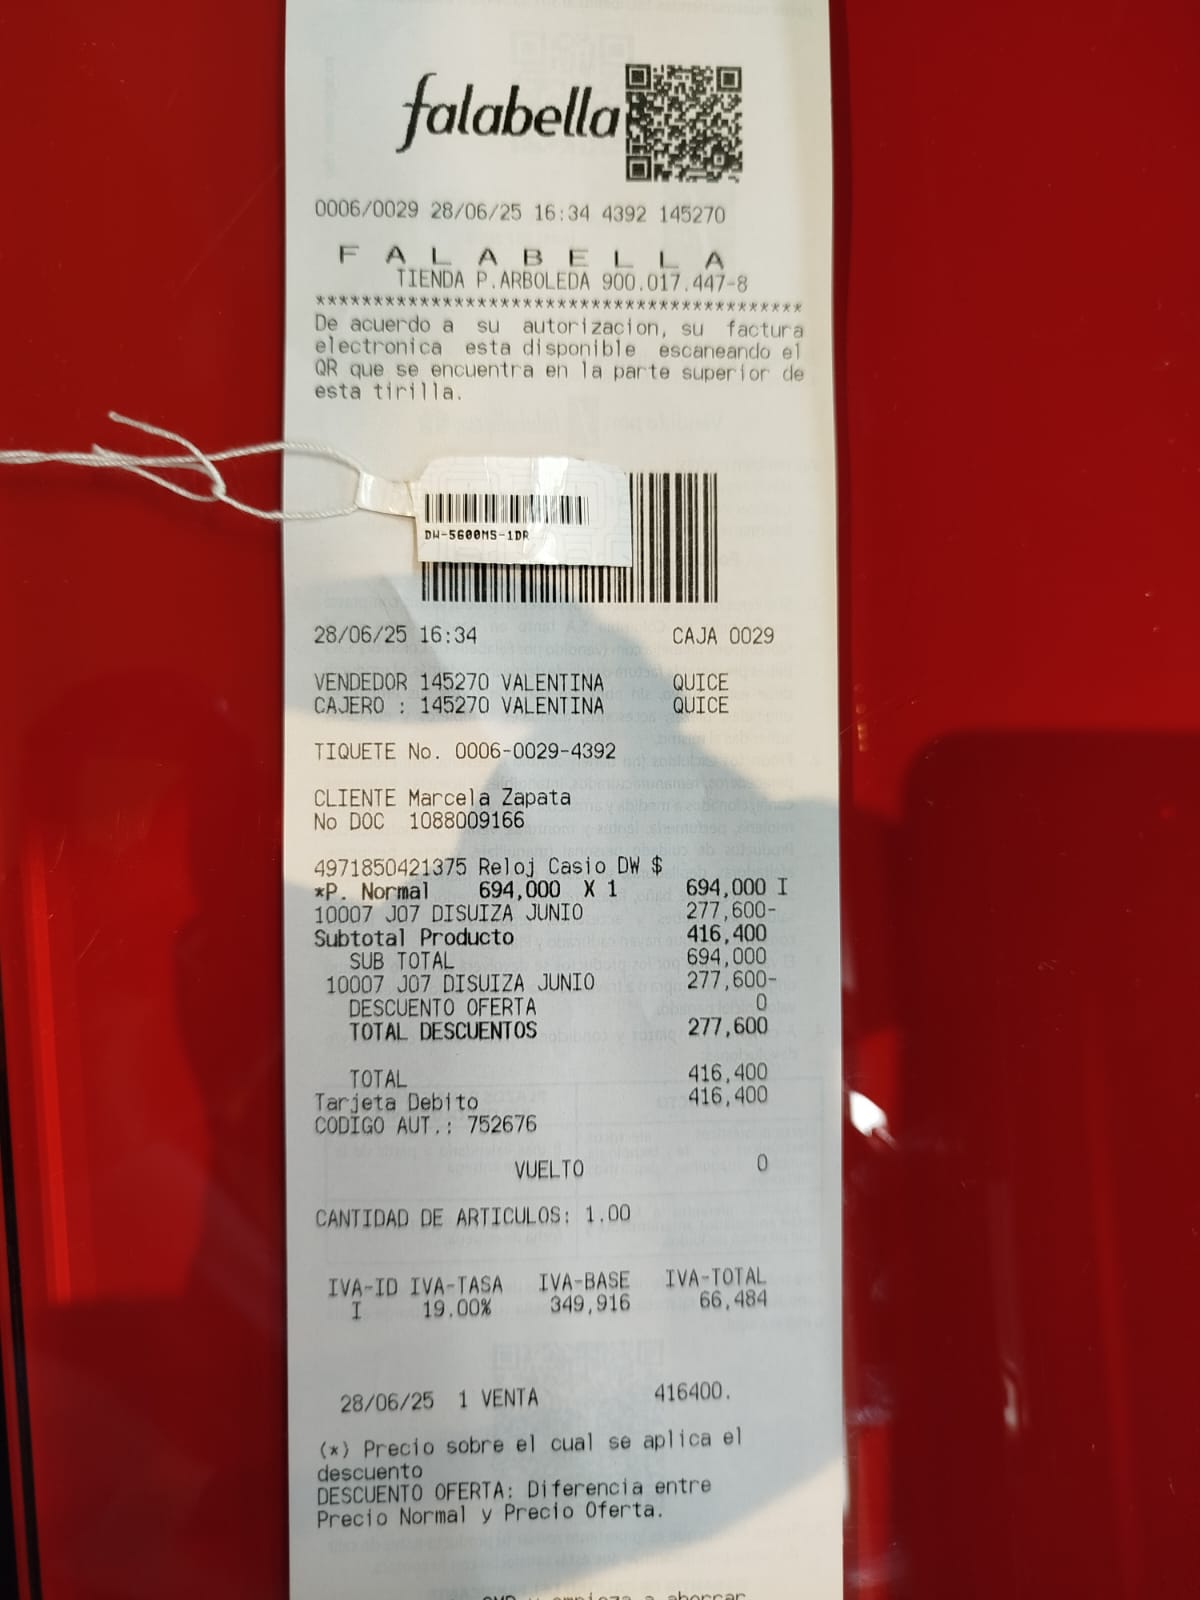 falabella
0006/0029 28/06/25 16:34 4392 145270
F A L A B E L L A
TIENDA P.ARBOLEDA 900.017.447-8
******************************************
De acuerdo a su autorizacion, su factura
electronica esta disponible escaneando el
QR que se encuentra en la parte superior de
esta tirilla.
DW-5600MS-1DR
28/06/25 16:34 CAJA 0029
VENDEDOR 145270 VALENTINA QUICE
CAJERO : 145270 VALENTINA QUICE
TIQUETE No. 0006-0029-4392
CLIENTE Marcela Zapata
No DOC 1088009166
4971850421375 Reloj Casio DW $
*P. Normal 694,000 X 1 694,000 I
10007 J07 DISUIZA JUNIO 277,600-
Subtotal Producto 416,400
SUB TOTAL 694,000
10007 J07 DISUIZA JUNIO 277,600-
DESCUENTO OFERTA 0
TOTAL DESCUENTOS 277,600
TOTAL 416,400
Tarjeta Debito 416,400
CODIGO AUT.: 752676
VUELTO 0
CANTIDAD DE ARTICULOS: 1.00
IVA-ID IVA-TASA IVA-BASE IVA-TOTAL
I 19.00% 349,916 66,484
28/06/25 1 VENTA 416400.
(*) Precio sobre el cual se aplica el
descuento
DESCUENTO OFERTA: Diferencia entre
Precio Normal y Precio Oferta.